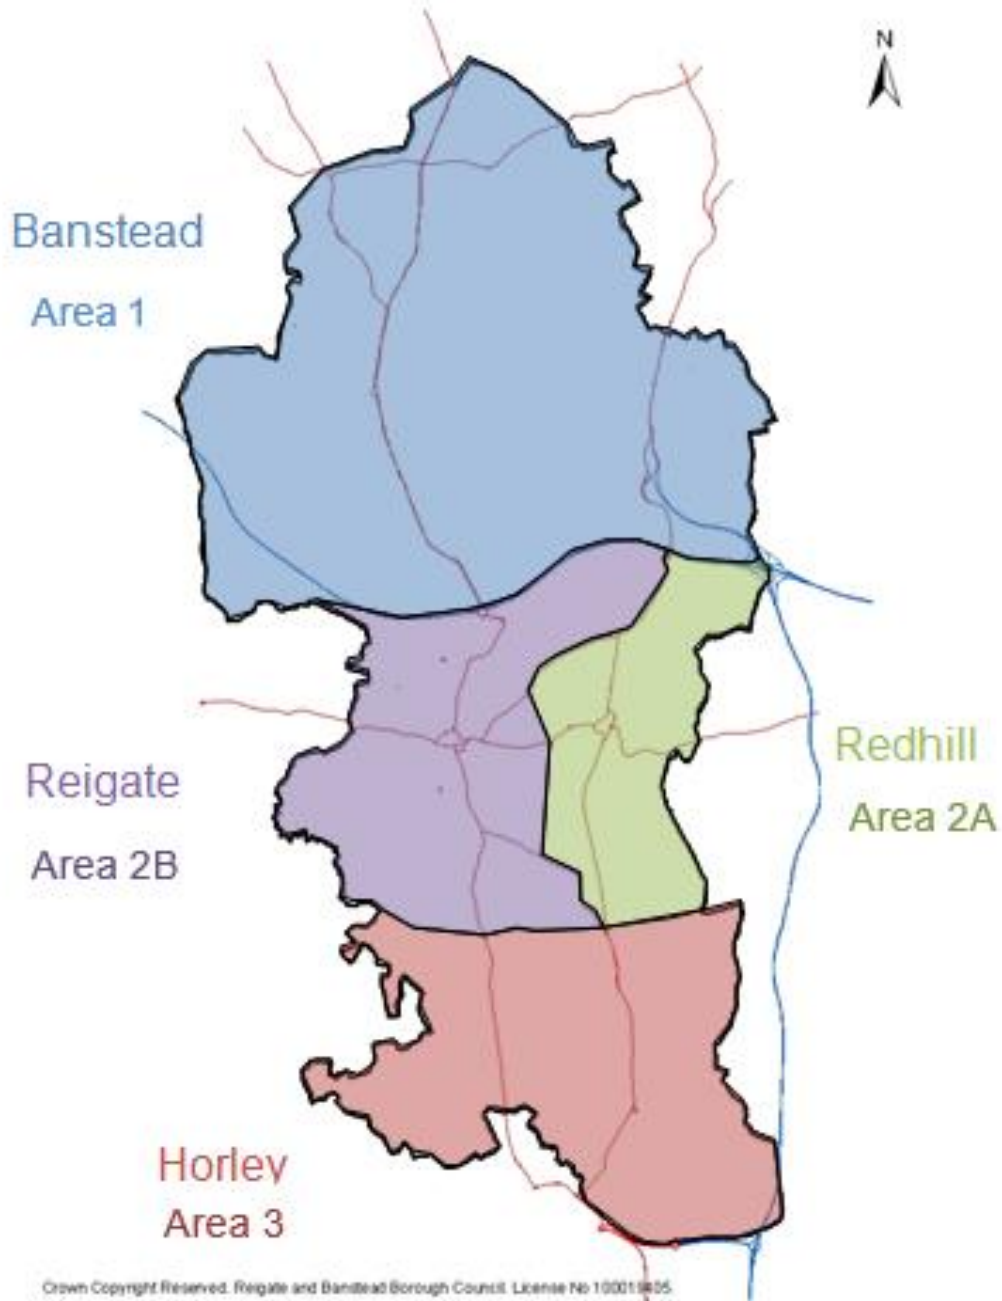 N
Banstead
Area 1
Redhill
Area 2A
Reigate
Area 2B
Horley
Area 3
Crown Copyright Reserved. Reigate and Banstead Borough Council. License No